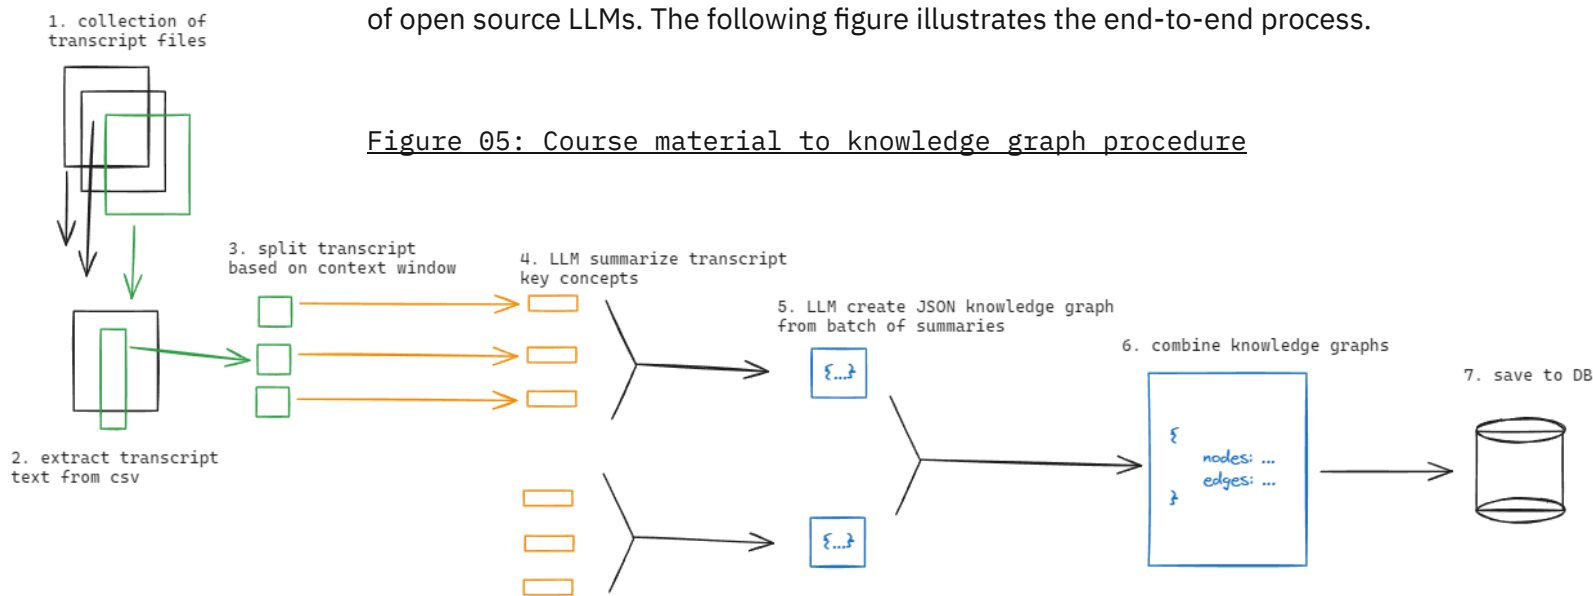 1. collection of
transcript files
of open source LLMs. The following figure illustrates the end-to-end process.
Figure 05: Course material to knowledge graph procedure
3. split transcript
based on context window
4. LLM summarize transcript
key concepts
5. LLM create JSON knowledge graph
from batch of summaries
6. combine knowledge graphs
7. save to DB
{...}
{
nodes: ...
edges: ...
}
2. extract transcript
text from csv
{...}